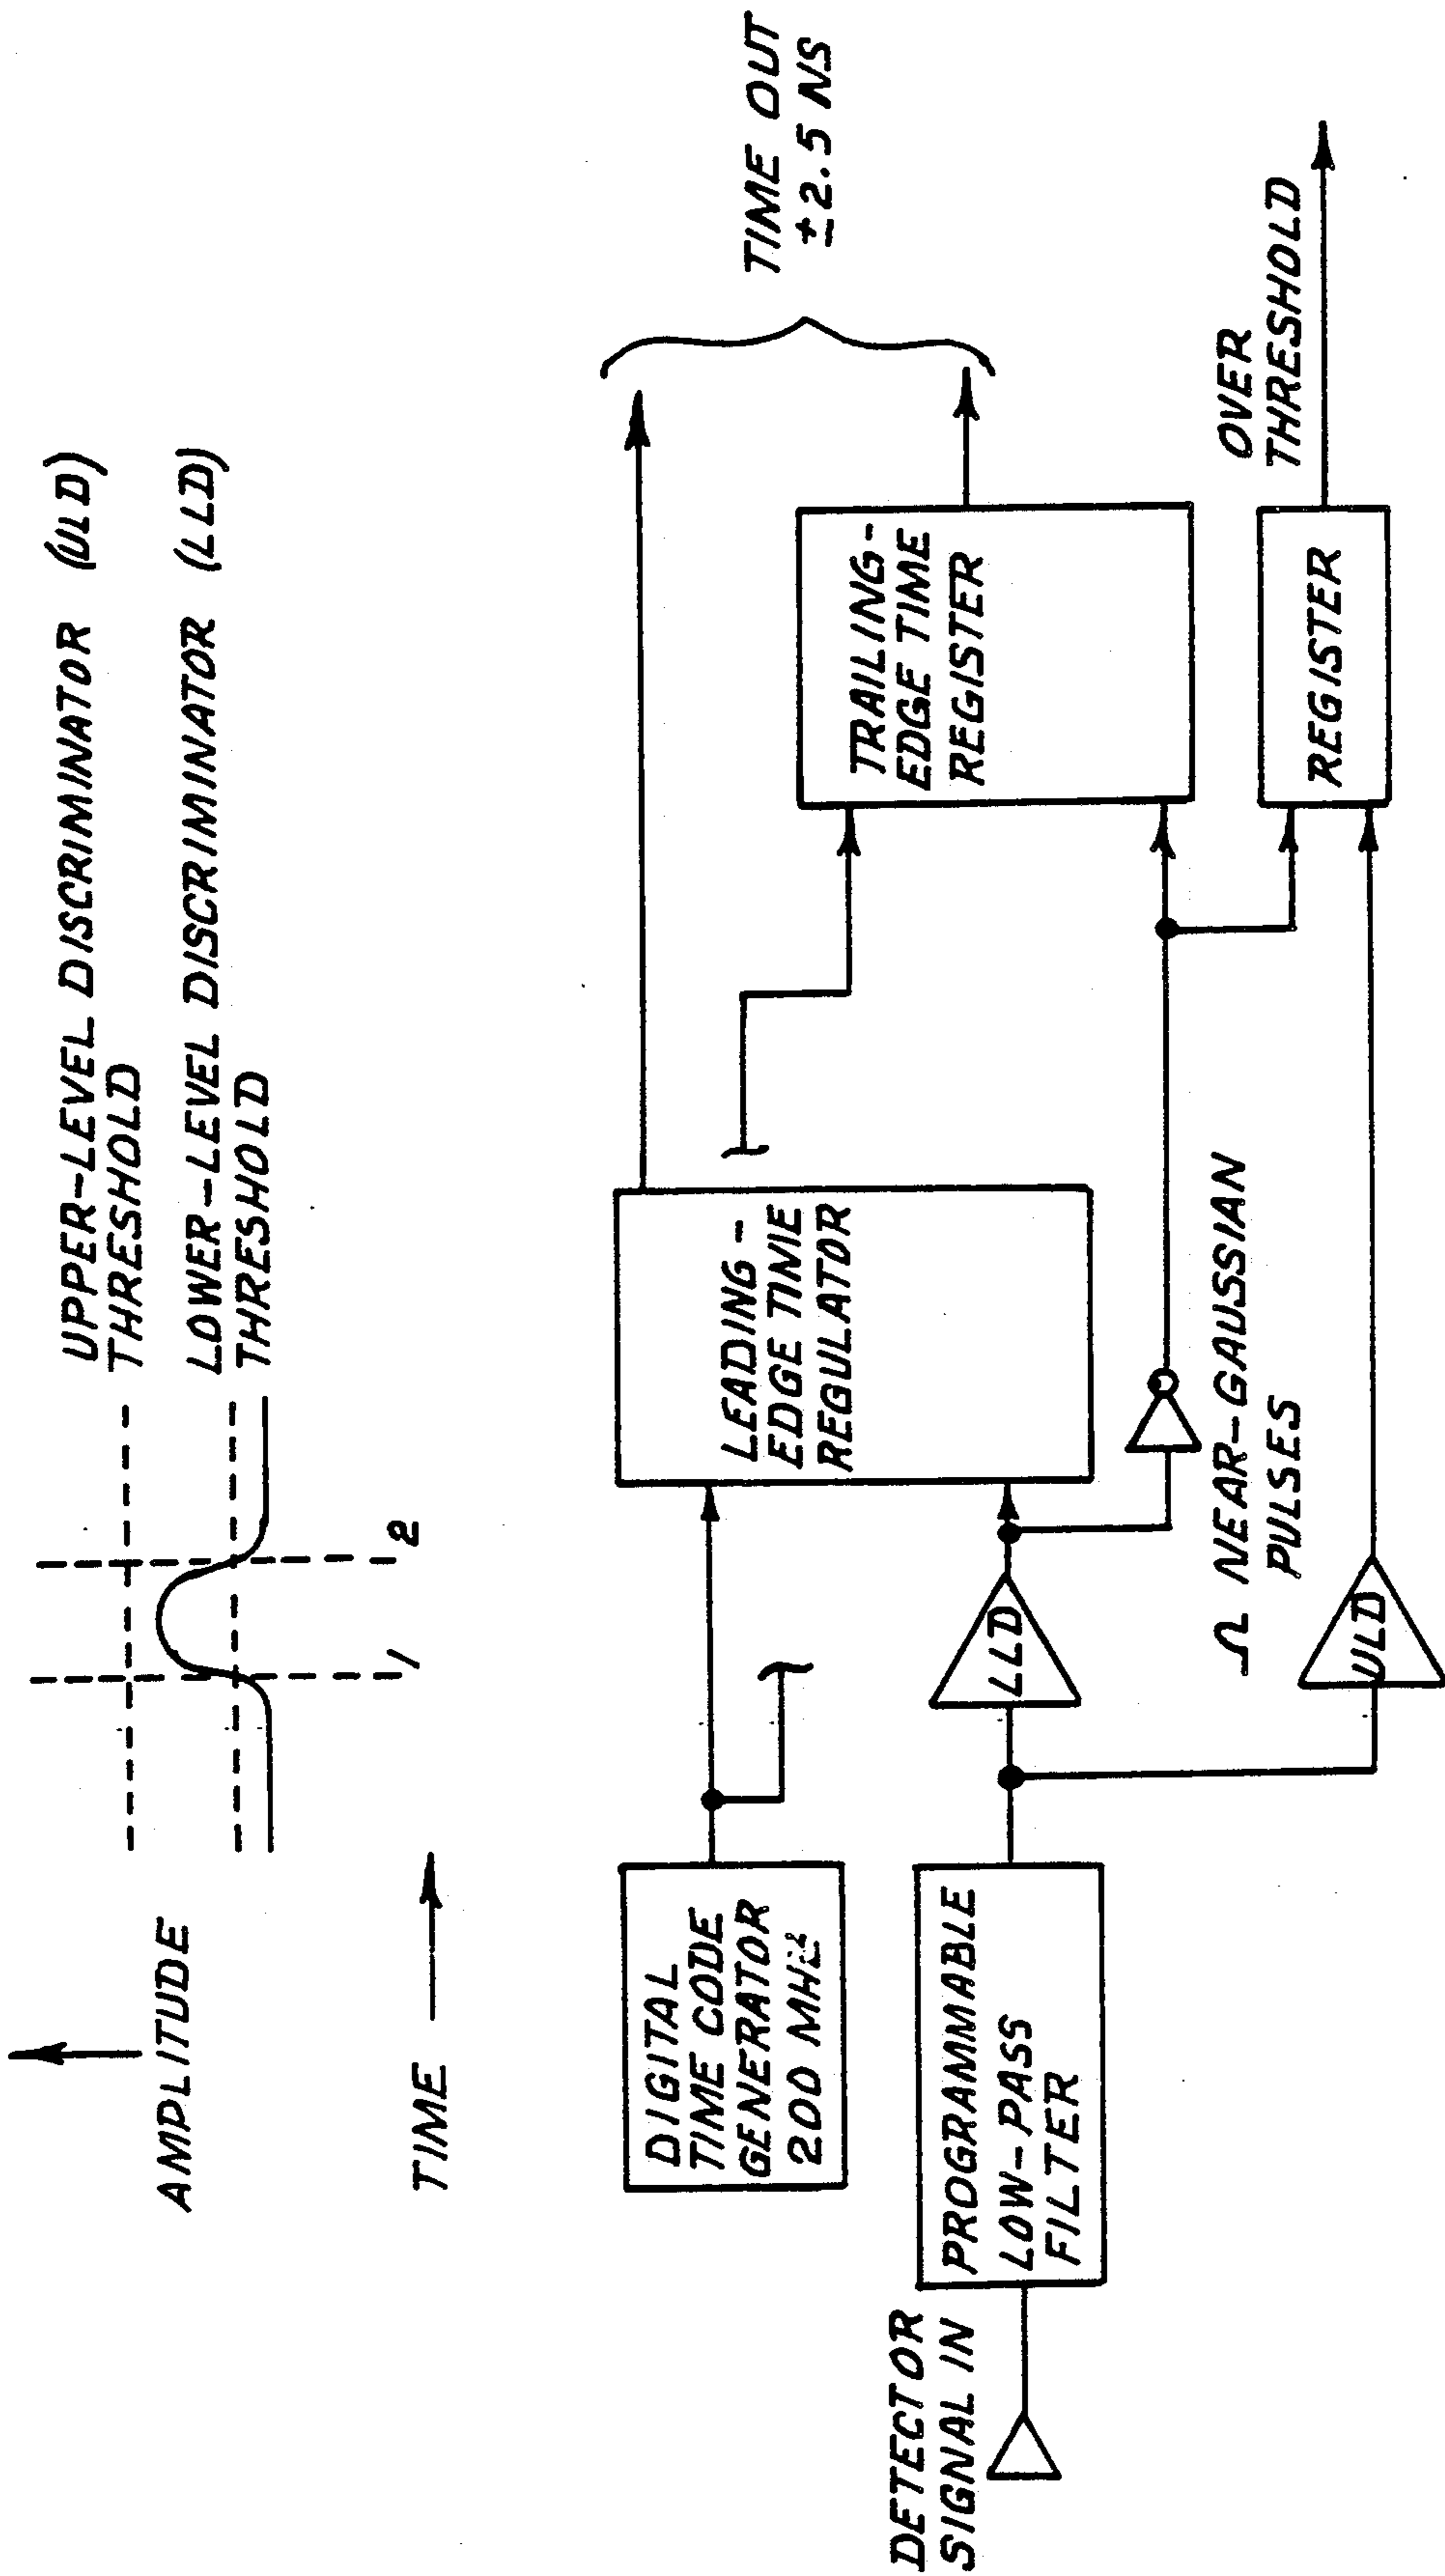 UPPER-LEVEL DISCRIMINATOR (ULD)
THRESHOLD
LOWER-LEVEL DISCRIMINATOR (LLD)
THRESHOLD
AMPLITUDE
1
2
TIME
DIGITAL
TIME CODE
GENERATOR
200 MHZ
LEADING-
EDGE TINIE
REGULATOR
TIME OUT
±2.5 NS
TRAILING-
EDGE TIME
REGISTER
DETECTOR
SIGNAL IN
PROGRAMMABLE
LOW-PASS
FILTER
LLD
NEAR-GAUSSIAN
PULSES
ULD
REGISTER
OVER
THRESHOLD